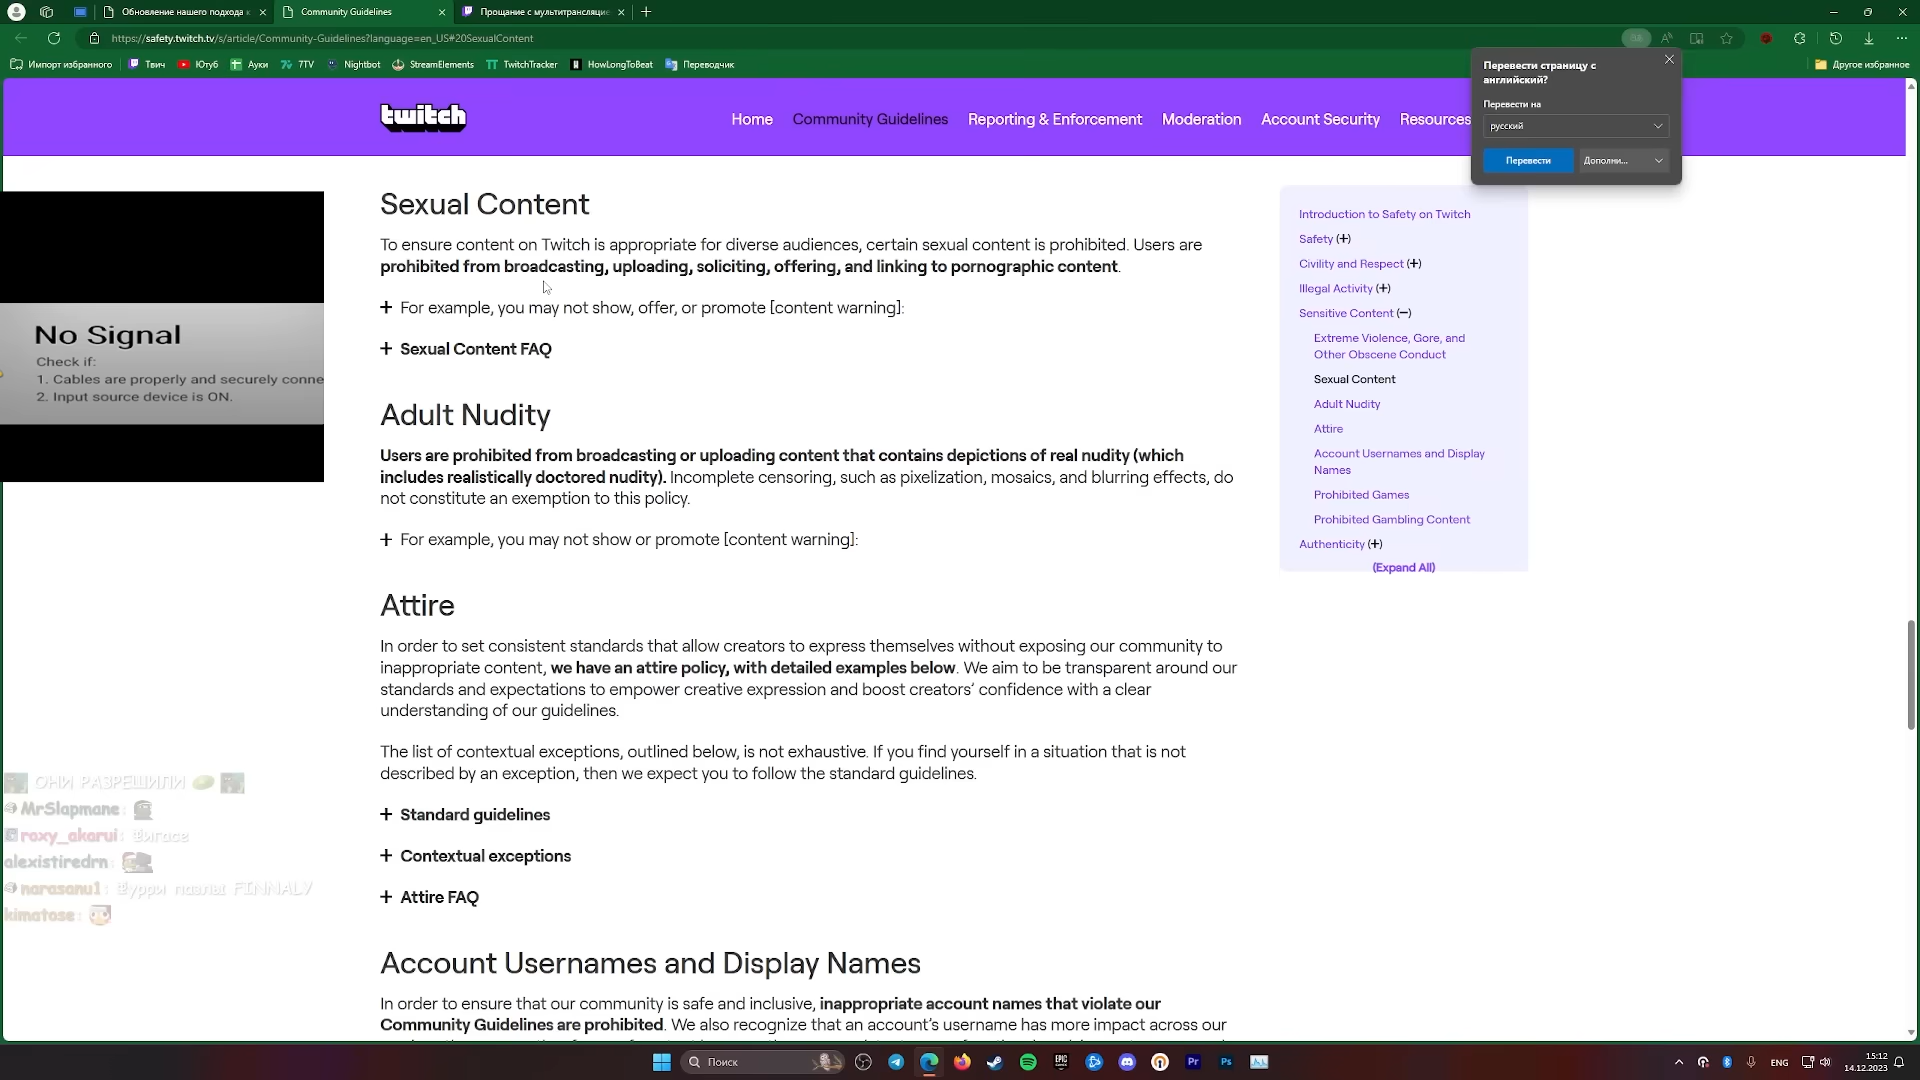 Обновление нашего подхода к
Community Guidelines
Прощание с мультитрансляцие
https://safety.twitch.tv/s/article/Community-Guidelines?language=en_US#20SexualContent
Импорт избранного
Твич
Ютуб
Ауки
7TV
Nightbot
StreamElements
TwitchTracker
HowLongToBeat
Переводчик
Другое избранное
Перевести страницу с
английский?
Перевести на
русский
Перевести
Дополни...
twitch
Home
Community Guidelines
Reporting & Enforcement
Moderation
Account Security
Resources
Sexual Content
To ensure content on Twitch is appropriate for diverse audiences, certain sexual content is prohibited. Users are
prohibited from broadcasting, uploading, soliciting, offering, and linking to pornographic content.
+ For example, you may not show, offer, or promote [content warning]:
+ Sexual Content FAQ
Adult Nudity
Users are prohibited from broadcasting or uploading content that contains depictions of real nudity (which
includes realistically doctored nudity). Incomplete censoring, such as pixelization, mosaics, and blurring effects, do
not constitute an exemption to this policy.
+ For example, you may not show or promote [content warning]:
Attire
In order to set consistent standards that allow creators to express themselves without exposing our community to
inappropriate content, we have an attire policy, with detailed examples below. We aim to be transparent around our
standards and expectations to empower creative expression and boost creators' confidence with a clear
understanding of our guidelines.
The list of contextual exceptions, outlined below, is not exhaustive. If you find yourself in a situation that is not
described by an exception, then we expect you to follow the standard guidelines.
+ Standard guidelines
+ Contextual exceptions
+ Attire FAQ
Account Usernames and Display Names
In order to ensure that our community is safe and inclusive, inappropriate account names that violate our
Community Guidelines are prohibited. We also recognize that an account's username has more impact across our
Introduction to Safety on Twitch
Safety (+)
Civility and Respect (+)
Illegal Activity (+)
Sensitive Content (–)
Extreme Violence, Gore, and
Other Obscene Conduct
Sexual Content
Adult Nudity
Attire
Account Usernames and Display
Names
Prohibited Games
Prohibited Gambling Content
Authenticity (+)
(Expand All)
No Signal
Check if:
1. Cables are properly and securely conne
2. Input source device is ON.
ОНИ РАЗРЕШИЛИ
MrSlapmane:
roxy_akarui:
alexistiredrn:
narasanu1: FINNALY
kimatose:
Поиск
ENG
15:12
14.12.2023